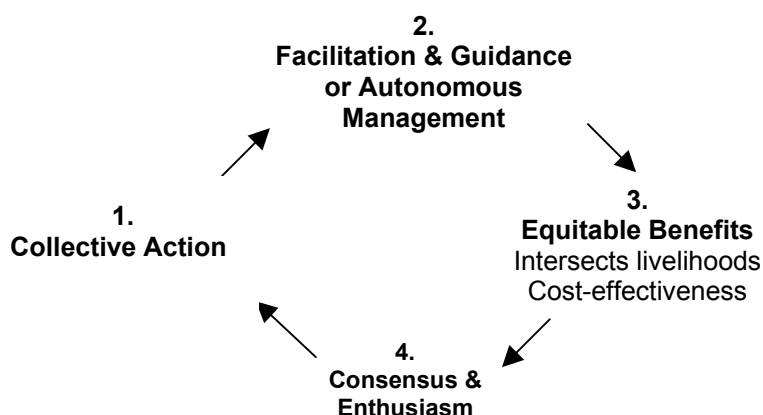 2.
Facilitation & Guidance
or Autonomous
Management
1.
Collective Action
3.
Equitable Benefits
Intersects livelihoods
Cost-effectiveness
4.
Consensus &
Enthusiasm